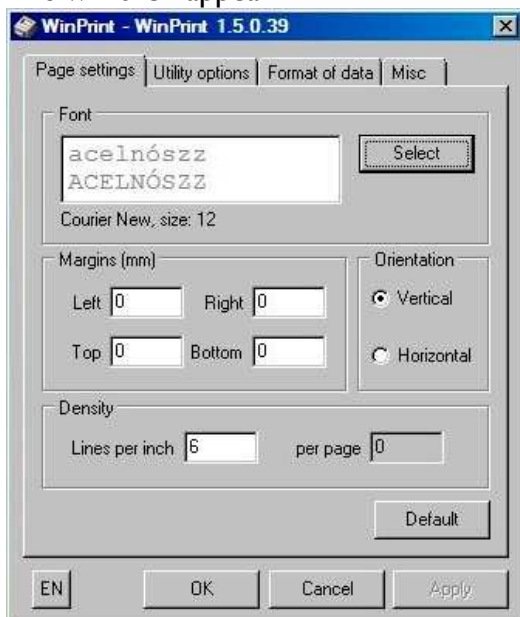 WinPrint - WinPrint 1.5.0.39
Page settings Utility options Format of data Misc
Font
acelnószz
ACELNÓSZZ
Select
Courier New, size: 12
Margins (mm)
Left 0 Right 0
Top 0 Bottom 0
Orientation
Vertical
Horizontal
Density
Lines per inch 6 per page 0
Default
EN OK Cancel Apply